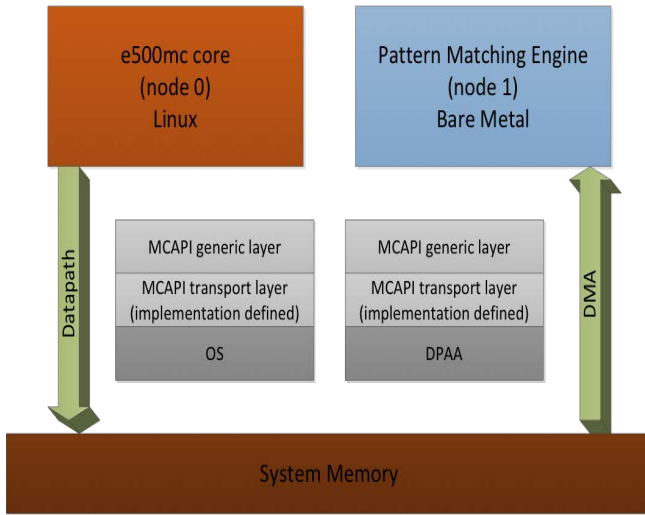 e500mc core
(node 0)
Linux
Pattern Matching Engine
(node 1)
Bare Metal
Datapath
MCAPI generic layer
MCAPI transport layer
(implementation defined)
OS
MCAPI generic layer
MCAPI transport layer
(implementation defined)
DPAA
DMA
System Memory